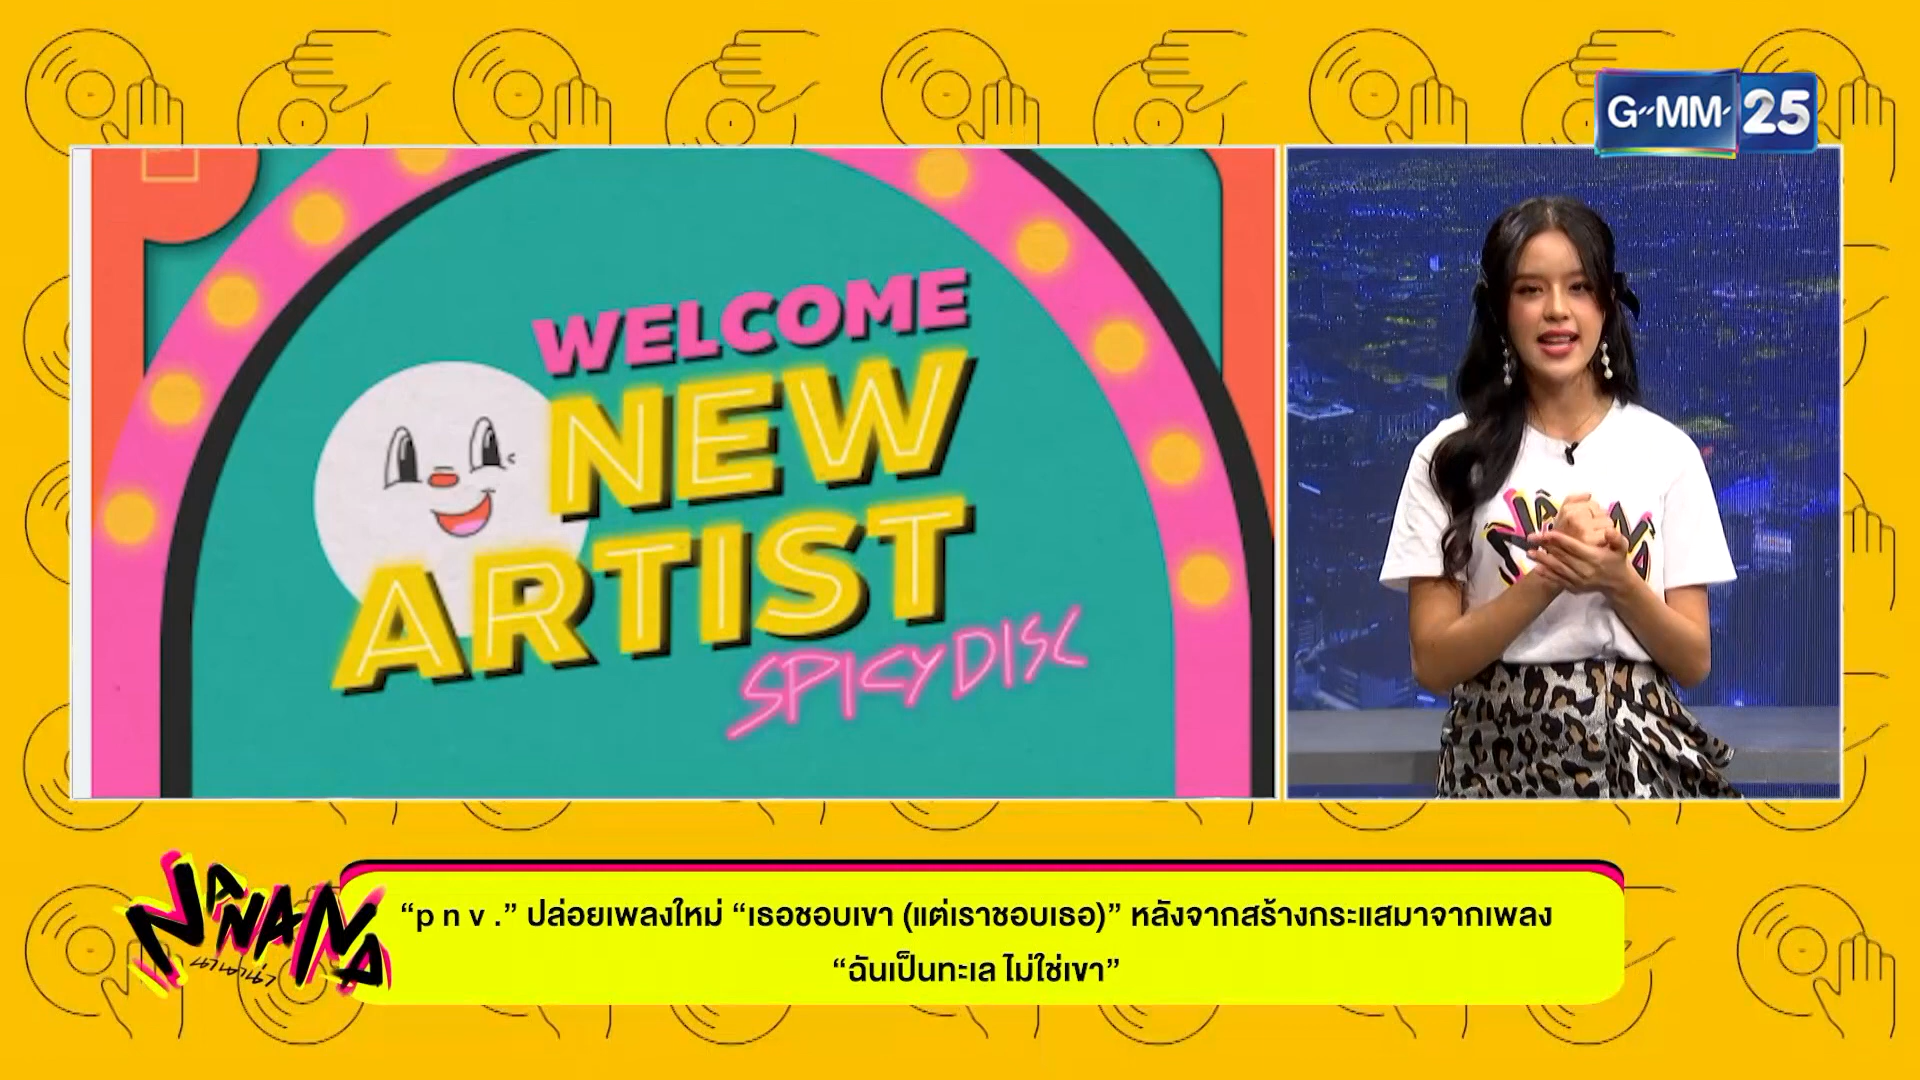 GMM 25
WELCOME
NEW
ARTIST
SPICYDISC
NANANA
"p n v ." ปล่อยเพลงใหม่ "เธอชอบเขา (แต่เราชอบเธอ)" หลังจากสร้างกระแสมาจากเพลง
"ฉันเป็นทะเล ไม่ใช่เขา"